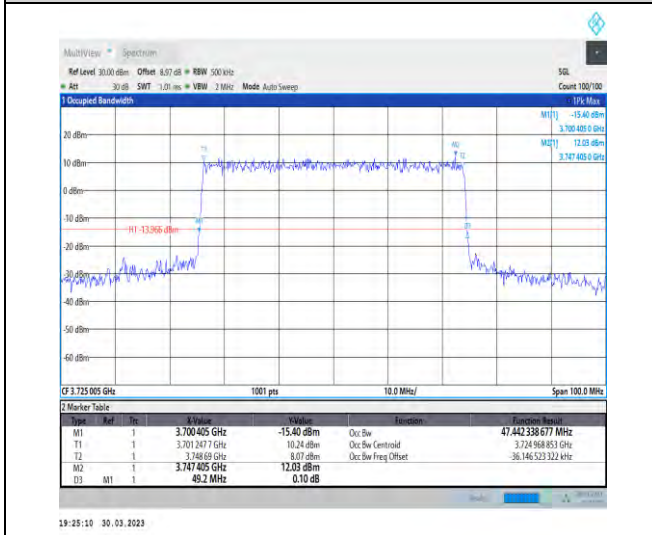 MultiView Spectrum
Ref Level 30.00 dBm Offset 8.97 dB RBW 500 kHz SGL
Att 30 dB SWT 1.01 ms VBW 2 MHz Mode Auto Sweep Count 100/100
1 Occupied Bandwidth 1Pk Max
M1[1] -15.40 dBm
3.700 405 0 GHz
20 dBm M2[1] 12.03 dBm
3.747 405 0 GHz
T1 M2 T2
10 dBm
0 dBm
-10 dBm
M1 D3
H1 -13.966 dBm
-20 dBm
-30 dBm
-40 dBm
-50 dBm
-60 dBm
CF 3.725 005 GHz 1001 pts 10.0 MHz/ Span 100.0 MHz
2 Marker Table
Type Ref Trc X-Value Y-Value Function Function Result
M1 1 3.700 405 GHz -15.40 dBm Occ Bw 47.442 338 677 MHz
T1 1 3.701 247 7 GHz 10.24 dBm Occ Bw Centroid 3.724 968 853 GHz
T2 1 3.748 69 GHz 8.07 dBm Occ Bw Freq Offset -36.146 523 322 kHz
M2 1 3.747 405 GHz 12.03 dBm
D3 M1 1 49.2 MHz 0.10 dB
19:25:10 30.03.2023